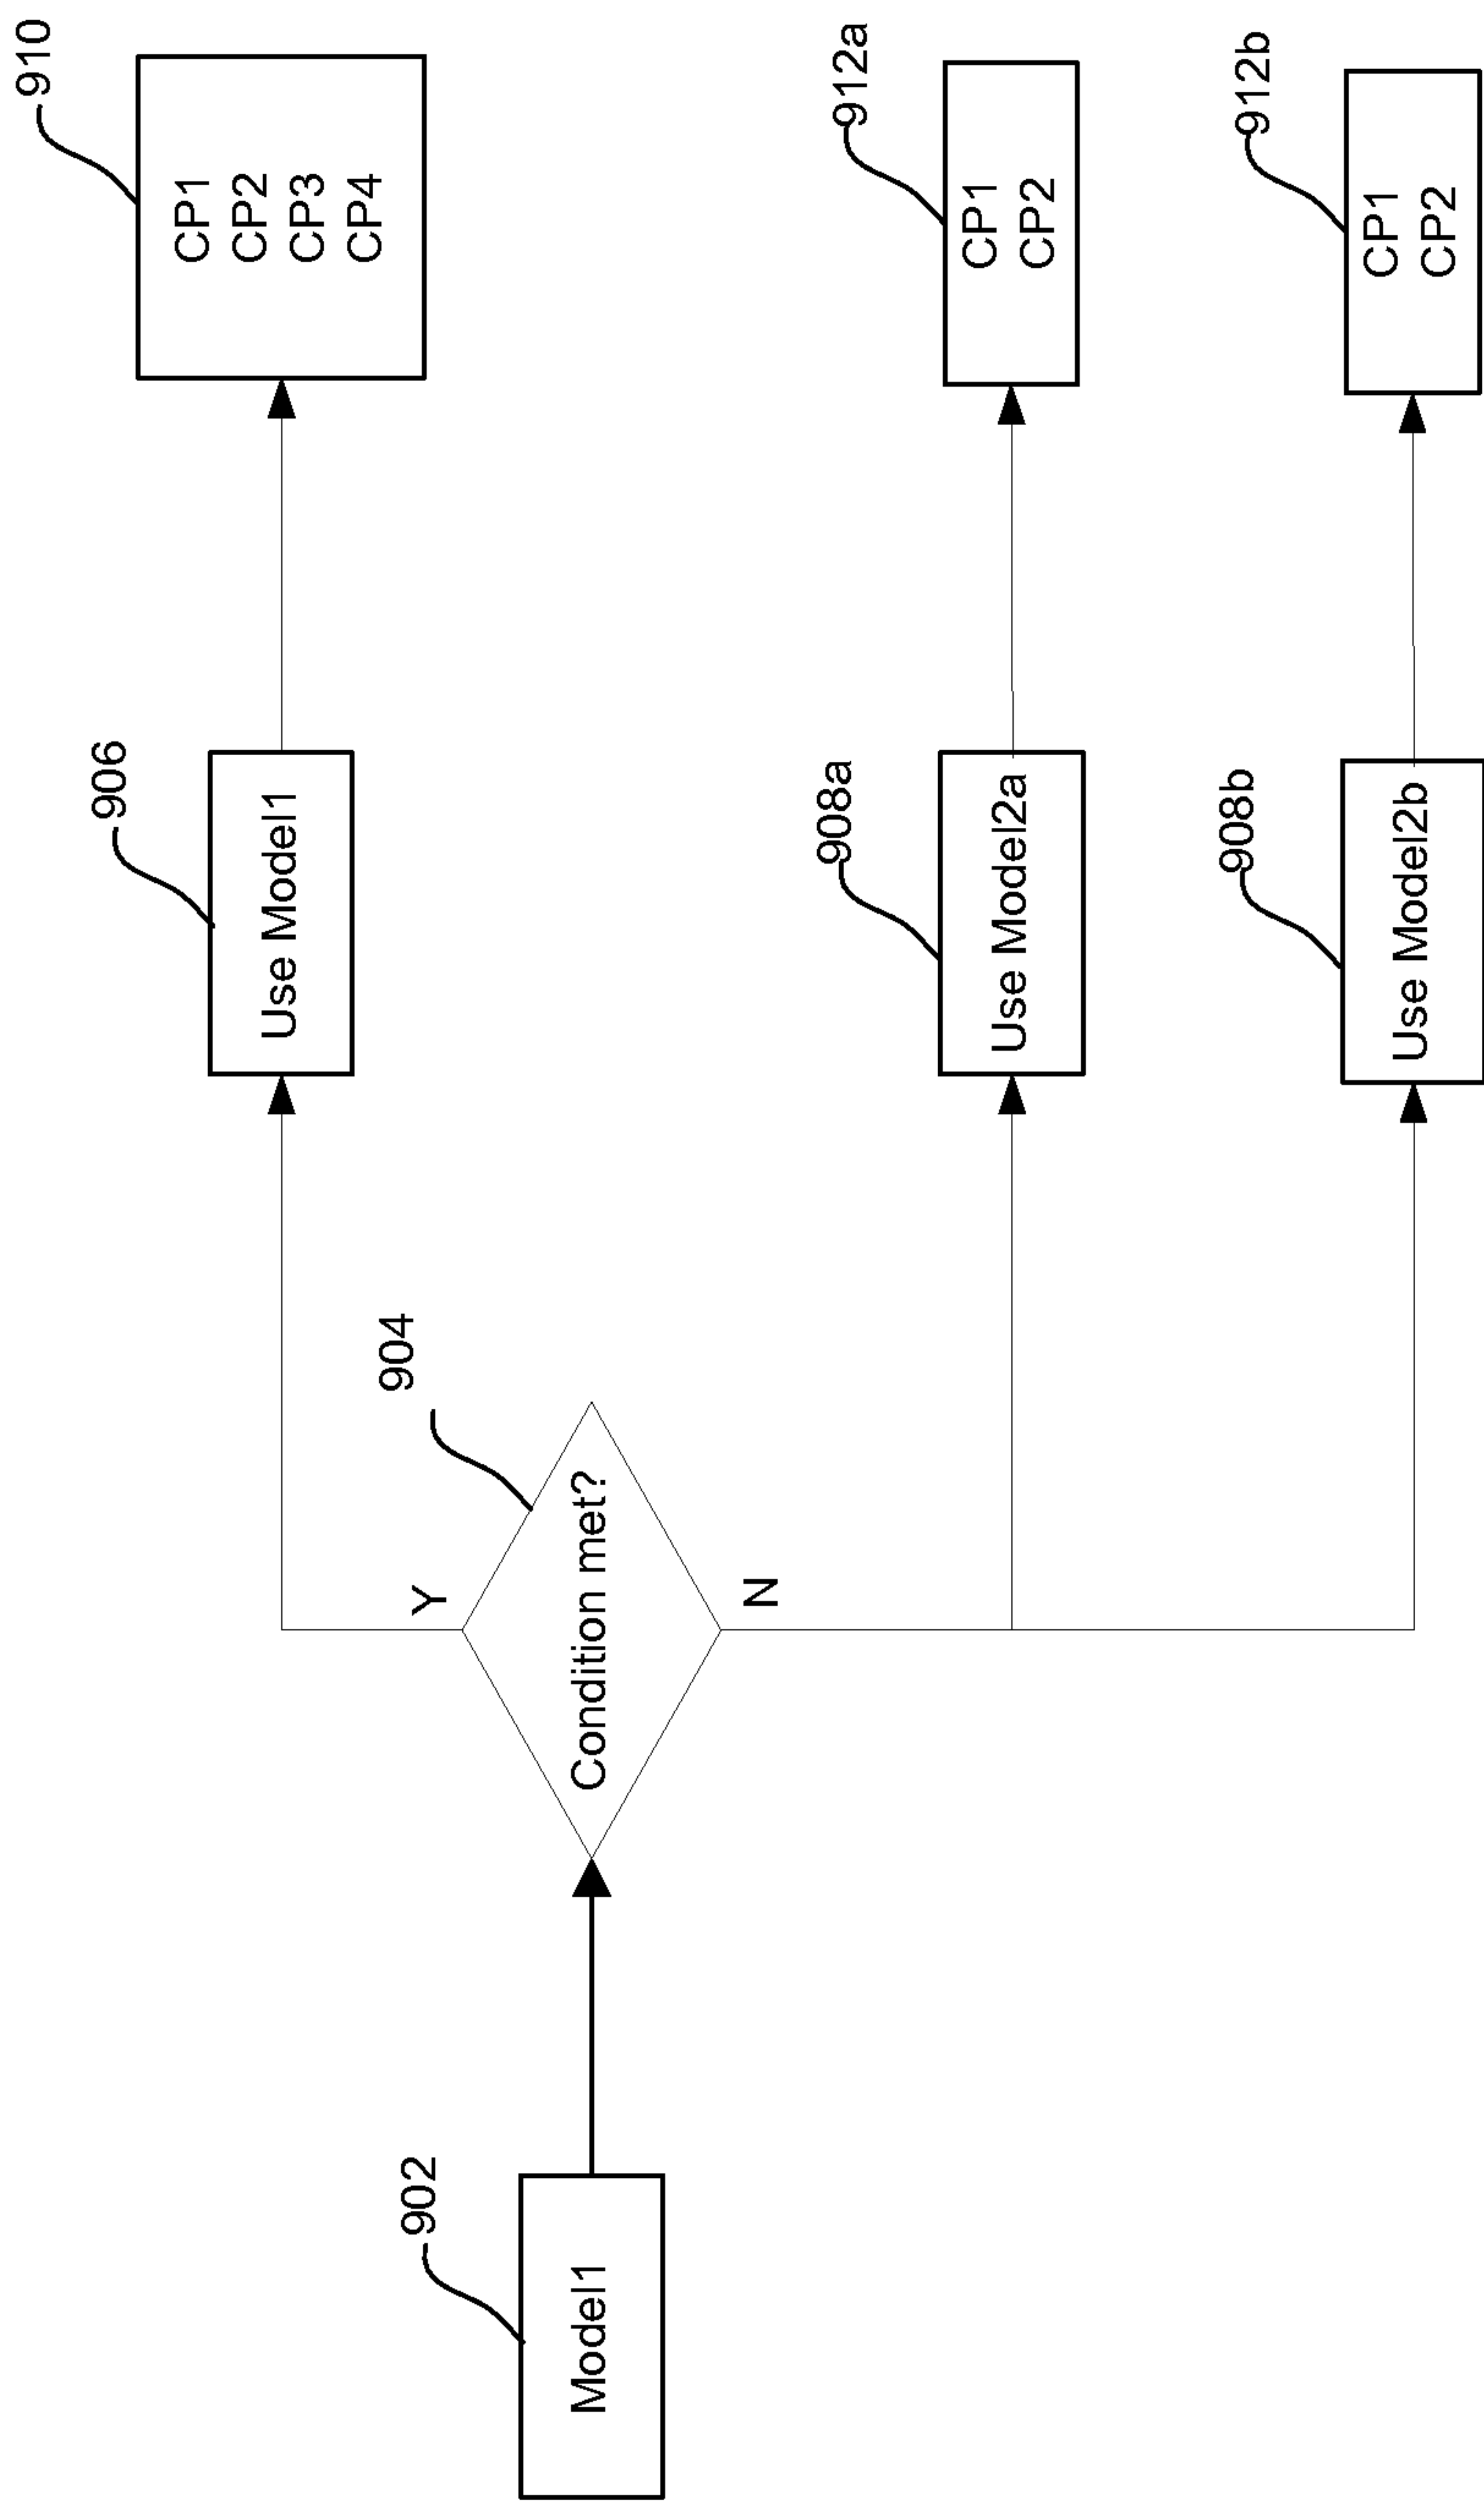 902
Model1
904
Condition met?
Y
N
906
Use Model1
910
CP1
CP2
CP3
CP4
908a
Use Model2a
912a
CP1
CP2
908b
Use Model2b
912b
CP1
CP2